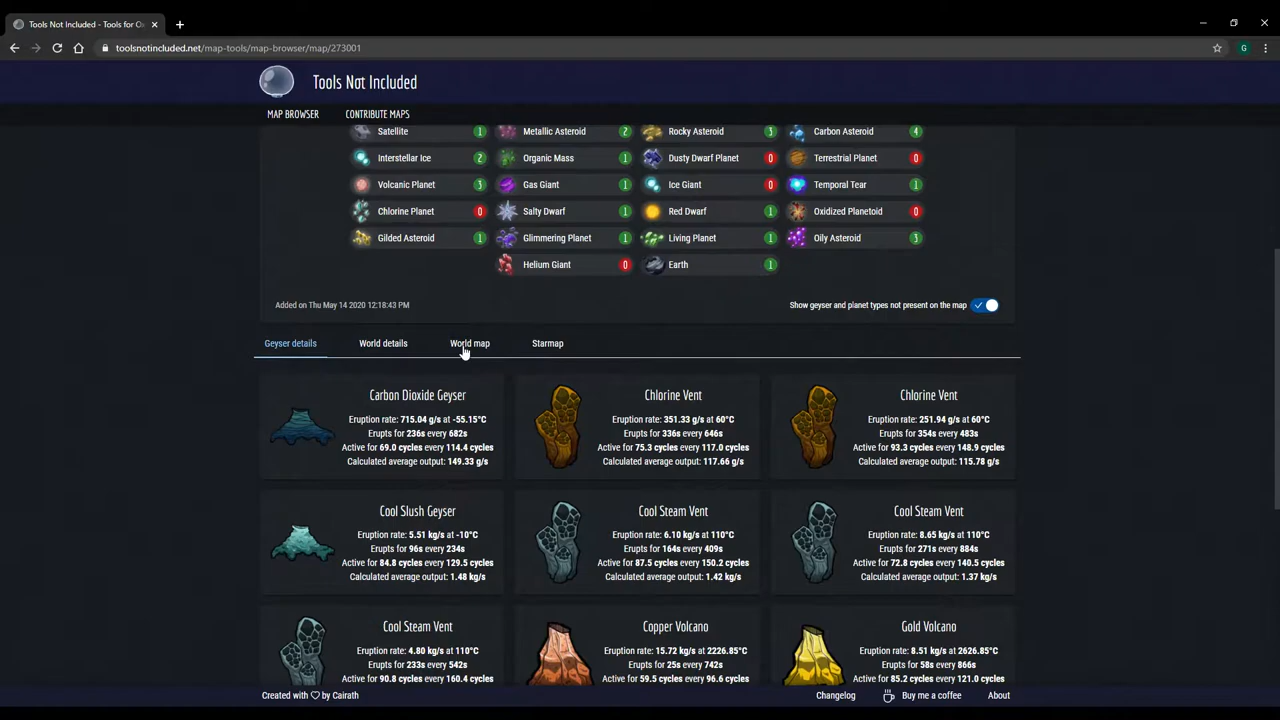 Tools Not Included - Tools for O
toolsnotincluded.net/map-tools/map-browser/map/273001
G
Tools Not Included
MAP BROWSER CONTRIBUTE MAPS
Satellite 1 Metallic Asteroid 2 Rocky Asteroid 3 Carbon Asteroid 4
Interstellar Ice 2 Organic Mass 1 Dusty Dwarf Planet 0 Terrestrial Planet 0
Volcanic Planet 3 Gas Giant 1 Ice Giant 0 Temporal Tear 1
Chlorine Planet 0 Salty Dwarf 1 Red Dwarf 1 Oxidized Planetoid 0
Gilded Asteroid 1 Glimmering Planet 1 Living Planet 1 Oily Asteroid 3
Helium Giant 0 Earth 1
Added on Thu May 14 2020 12:18:43 PM Show geyser and planet types not present on the map
Geyser details World details World map Starmap
Carbon Dioxide Geyser
Eruption rate: 715.04 g/s at -55.15°C
Erupts for 236s every 682s
Active for 69.0 cycles every 114.4 cycles
Calculated average output: 149.33 g/s
Chlorine Vent
Eruption rate: 351.33 g/s at 60°C
Erupts for 336s every 646s
Active for 75.3 cycles every 117.0 cycles
Calculated average output: 117.66 g/s
Chlorine Vent
Eruption rate: 251.94 g/s at 60°C
Erupts for 354s every 483s
Active for 93.3 cycles every 148.9 cycles
Calculated average output: 115.78 g/s
Cool Slush Geyser
Eruption rate: 5.51 kg/s at -10°C
Erupts for 96s every 234s
Active for 84.8 cycles every 129.5 cycles
Calculated average output: 1.48 kg/s
Cool Steam Vent
Eruption rate: 6.10 kg/s at 110°C
Erupts for 164s every 409s
Active for 87.5 cycles every 150.2 cycles
Calculated average output: 1.42 kg/s
Cool Steam Vent
Eruption rate: 8.65 kg/s at 110°C
Erupts for 271s every 884s
Active for 72.8 cycles every 140.5 cycles
Calculated average output: 1.37 kg/s
Cool Steam Vent
Eruption rate: 4.80 kg/s at 110°C
Erupts for 233s every 542s
Active for 90.8 cycles every 160.4 cycles
Copper Volcano
Eruption rate: 15.72 kg/s at 2226.85°C
Erupts for 25s every 742s
Active for 59.5 cycles every 96.6 cycles
Gold Volcano
Eruption rate: 8.51 kg/s at 2626.85°C
Erupts for 58s every 866s
Active for 85.2 cycles every 121.0 cycles
Created with ♡ by Cairath Changelog Buy me a coffee About